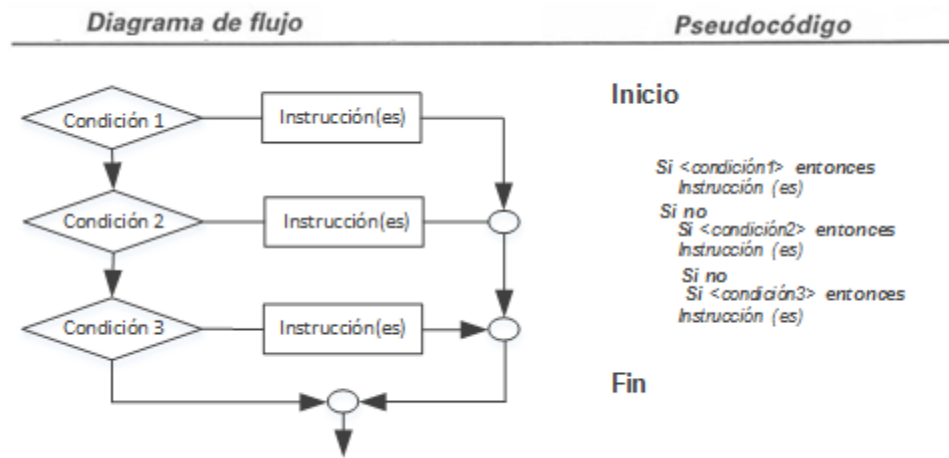 Diagrama de flujo
Pseudocódigo
Condición 1
Instrucción(es)
Condición 2
Instrucción(es)
Condición 3
Instrucción(es)
Inicio
Si <condición1> entonces
Instrucción (es)
Si no
Si <condición2> entonces
Instrucción (es)
Si no
Si <condición3> entonces
Instrucción (es)
Fin